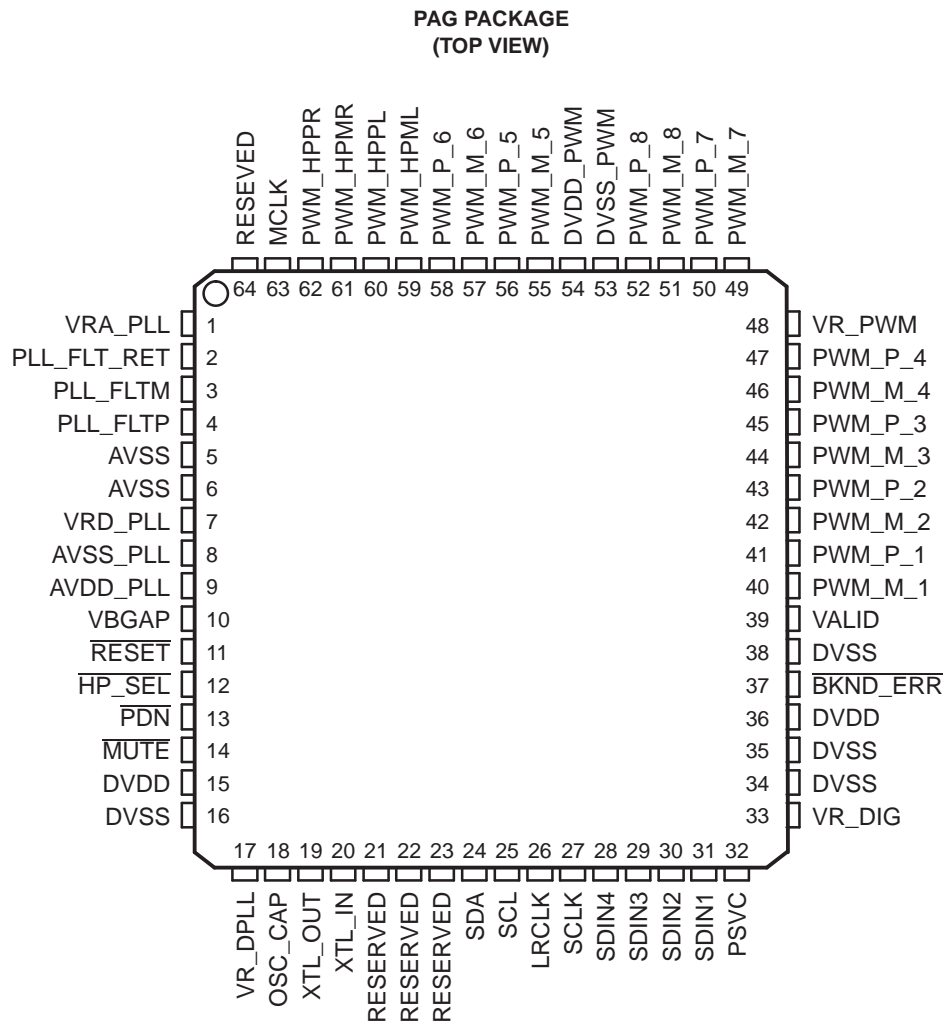 PAG PACKAGE
(TOP VIEW)
RESEVED
MCLK
PWM_HPPR
PWM_HPMR
PWM_HPPL
PWM_HPML
PWM_P_6
PWM_M_6
PWM_P_5
PWM_M_5
DVDD_PWM
DVSS_PWM
PWM_P_8
PWM_M_8
PWM_P_7
PWM_M_7
64 63 62 61 60 59 58 57 56 55 54 53 52 51 50 49
VRA_PLL 1 48 VR_PWM
PLL_FLT_RET 2 47 PWM_P_4
PLL_FLTM 3 46 PWM_M_4
PLL_FLTP 4 45 PWM_P_3
AVSS 5 44 PWM_M_3
AVSS 6 43 PWM_P_2
VRD_PLL 7 42 PWM_M_2
AVSS_PLL 8 41 PWM_P_1
AVDD_PLL 9 40 PWM_M_1
VBGAP 10 39 VALID
RESET 11 38 DVSS
HP_SEL 12 37 BKND_ERR
PDN 13 36 DVDD
MUTE 14 35 DVSS
DVDD 15 34 DVSS
DVSS 16 33 VR_DIG
17 18 19 20 21 22 23 24 25 26 27 28 29 30 31 32
VR_DPLL
OSC_CAP
XTL_OUT
XTL_IN
RESERVED
RESERVED
RESERVED
SDA
SCL
LRCLK
SCLK
SDIN4
SDIN3
SDIN2
SDIN1
PSVC